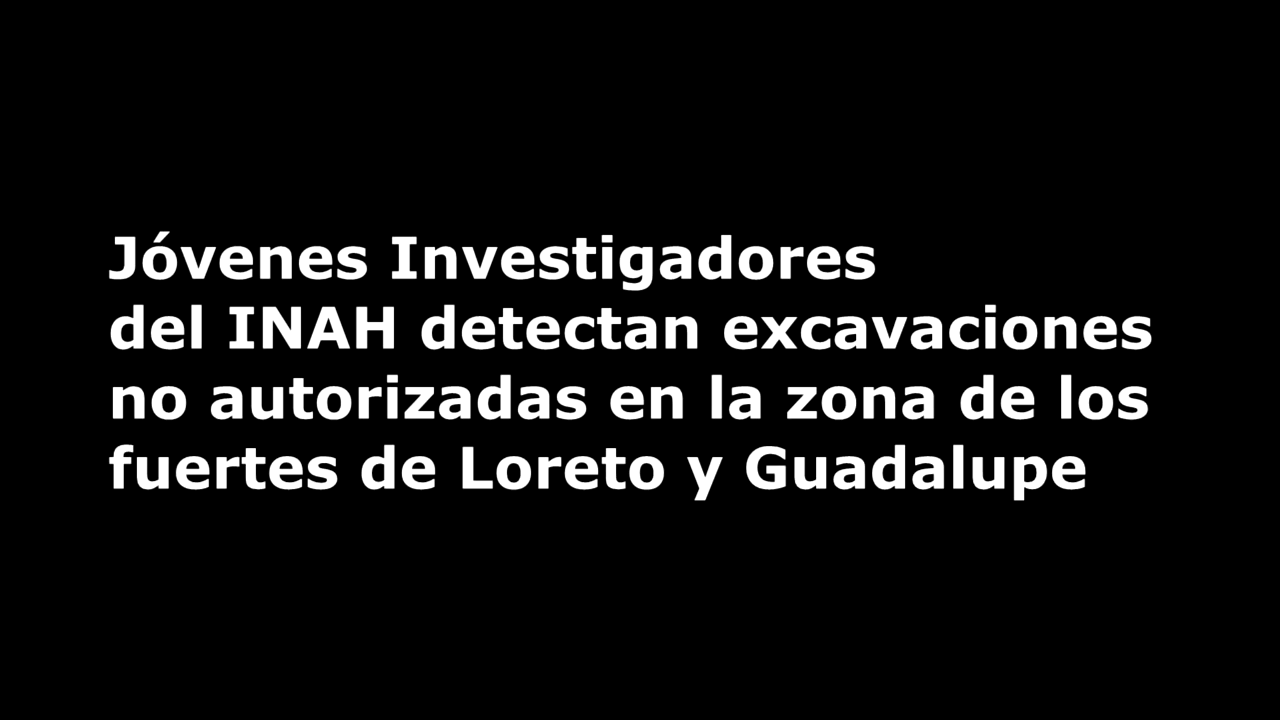 Jóvenes Investigadores
del INAH detectan excavaciones
no autorizadas en la zona de los
fuertes de Loreto y Guadalupe